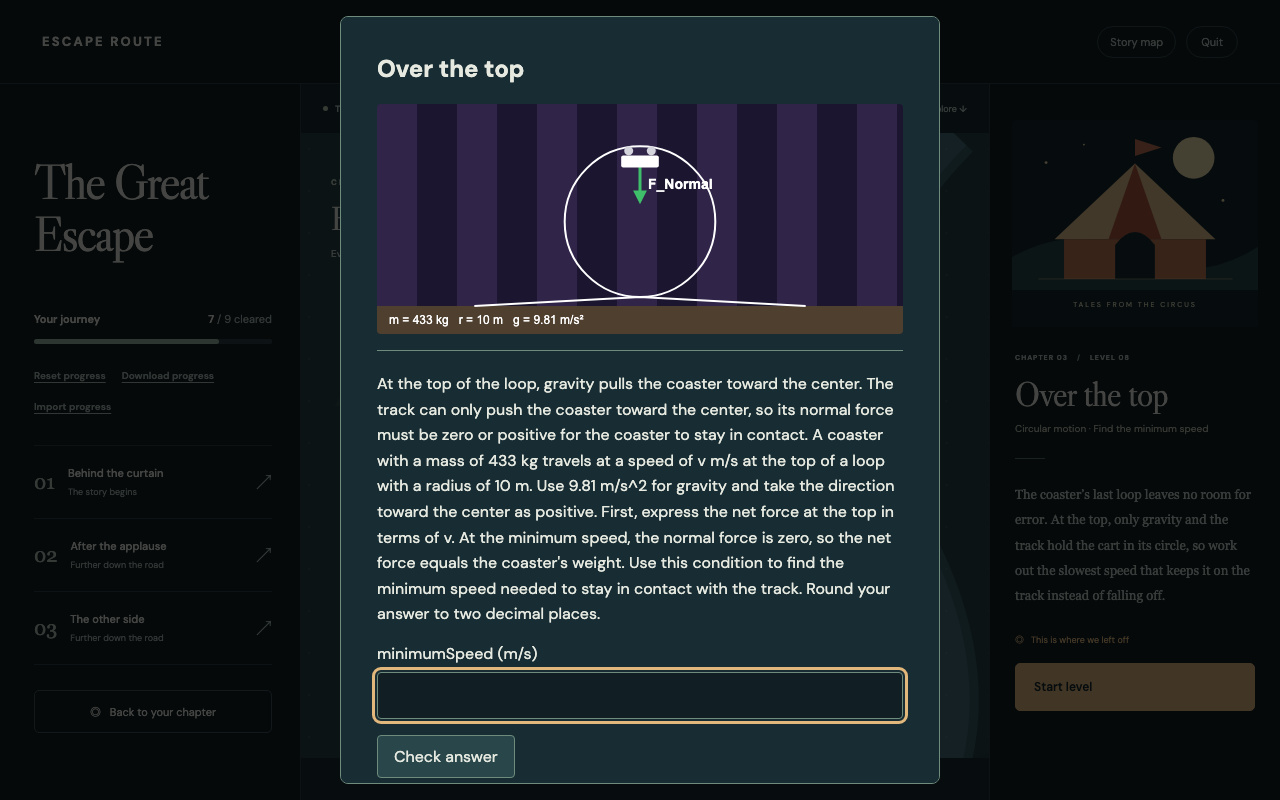 ESCAPE ROUTE
Story map
Quit
The Great
Escape
Your journey
7 / 9 cleared
Reset progress
Download progress
Import progress
01
Behind the curtain
The story begins
02
After the applause
Further down the road
03
The other side
Further down the road
Back to your chapter
Over the top
F_Normal
m = 433 kg r = 10 m g = 9.81 m/s²
At the top of the loop, gravity pulls the coaster toward the center. The
track can only push the coaster toward the center, so its normal force
must be zero or positive for the coaster to stay in contact. A coaster
with a mass of 433 kg travels at a speed of v m/s at the top of a loop
with a radius of 10 m. Use 9.81 m/s^2 for gravity and take the direction
toward the center as positive. First, express the net force at the top in
terms of v. At the minimum speed, the normal force is zero, so the net
force equals the coaster's weight. Use this condition to find the
minimum speed needed to stay in contact with the track. Round your
answer to two decimal places.
minimumSpeed (m/s)
Check answer
TALES FROM THE CIRCUS
CHAPTER 03 / LEVEL 08
Over the top
Circular motion · Find the minimum speed
The coaster's last loop leaves no room for
error. At the top, only gravity and the
track hold the cart in its circle, so work
out the slowest speed that keeps it on the
track instead of falling off.
This is where we left off
Start level